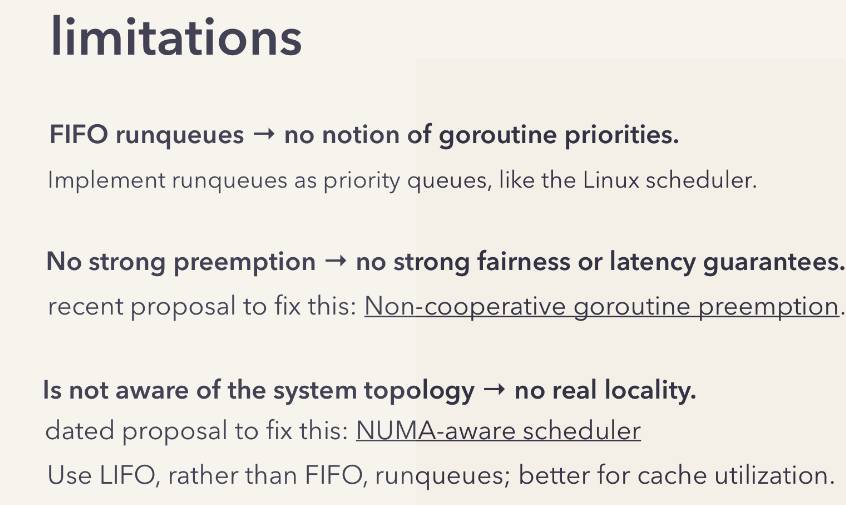 limitations
FIFO runqueues → no notion of goroutine priorities.
Implement runqueues as priority queues, like the Linux scheduler.
No strong preemption → no strong fairness or latency guarantees.
recent proposal to fix this: Non-cooperative goroutine preemption.
Is not aware of the system topology → no real locality.
dated proposal to fix this: NUMA-aware scheduler
Use LIFO, rather than FIFO, runqueues; better for cache utilization.